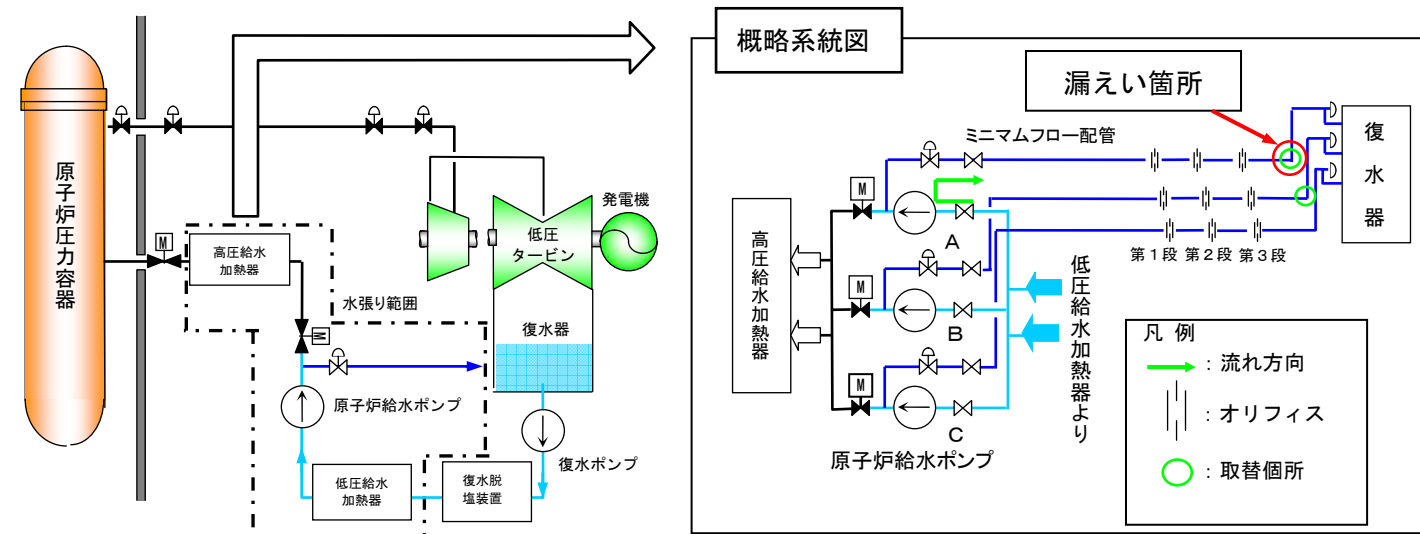 原子炉圧力容器
M
高圧給水
加熱器
水張り範囲
M
原子炉給水ポンプ
低圧給水
加熱器
復水脱
塩装置
復水ポンプ
復水器
低圧
タービン
発電機
概略系統図
漏えい箇所
ミニマムフロー配管
復水器
M
A
第1段 第2段 第3段
M
B
M
C
高圧給水加熱器
低圧給水加熱器より
原子炉給水ポンプ
凡 例
：流れ方向
：オリフィス
：取替個所